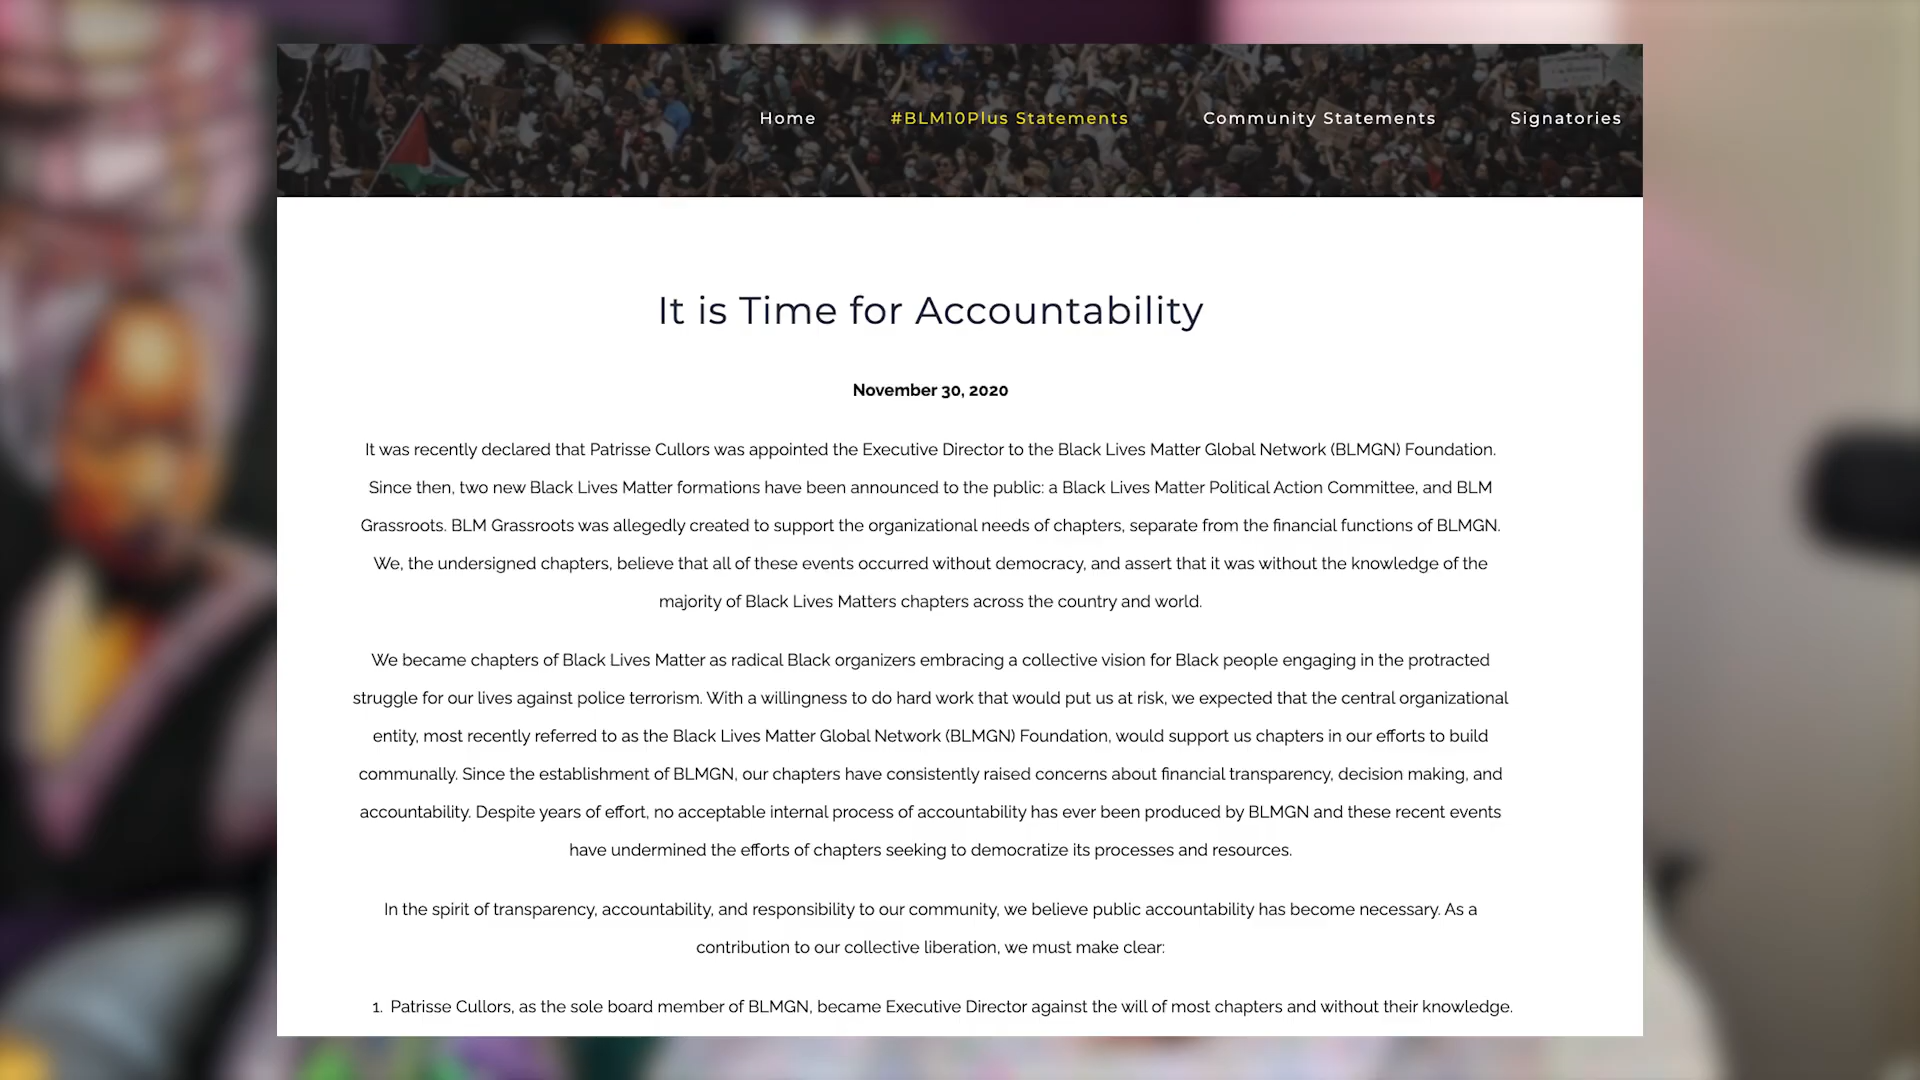 Home
#BLM10Plus Statements
Community Statements
Signatories
It is Time for Accountability
November 30, 2020
It was recently declared that Patrisse Cullors was appointed the Executive Director to the Black Lives Matter Global Network (BLMGN) Foundation.
Since then, two new Black Lives Matter formations have been announced to the public: a Black Lives Matter Political Action Committee, and BLM
Grassroots. BLM Grassroots was allegedly created to support the organizational needs of chapters, separate from the financial functions of BLMGN.
We, the undersigned chapters, believe that all of these events occurred without democracy, and assert that it was without the knowledge of the
majority of Black Lives Matters chapters across the country and world.
We became chapters of Black Lives Matter as radical Black organizers embracing a collective vision for Black people engaging in the protracted
struggle for our lives against police terrorism. With a willingness to do hard work that would put us at risk, we expected that the central organizational
entity, most recently referred to as the Black Lives Matter Global Network (BLMGN) Foundation, would support us chapters in our efforts to build
communally. Since the establishment of BLMGN, our chapters have consistently raised concerns about financial transparency, decision making, and
accountability. Despite years of effort, no acceptable internal process of accountability has ever been produced by BLMGN and these recent events
have undermined the efforts of chapters seeking to democratize its processes and resources.
In the spirit of transparency, accountability, and responsibility to our community, we believe public accountability has become necessary. As a
contribution to our collective liberation, we must make clear:
1. Patrisse Cullors, as the sole board member of BLMGN, became Executive Director against the will of most chapters and without their knowledge.